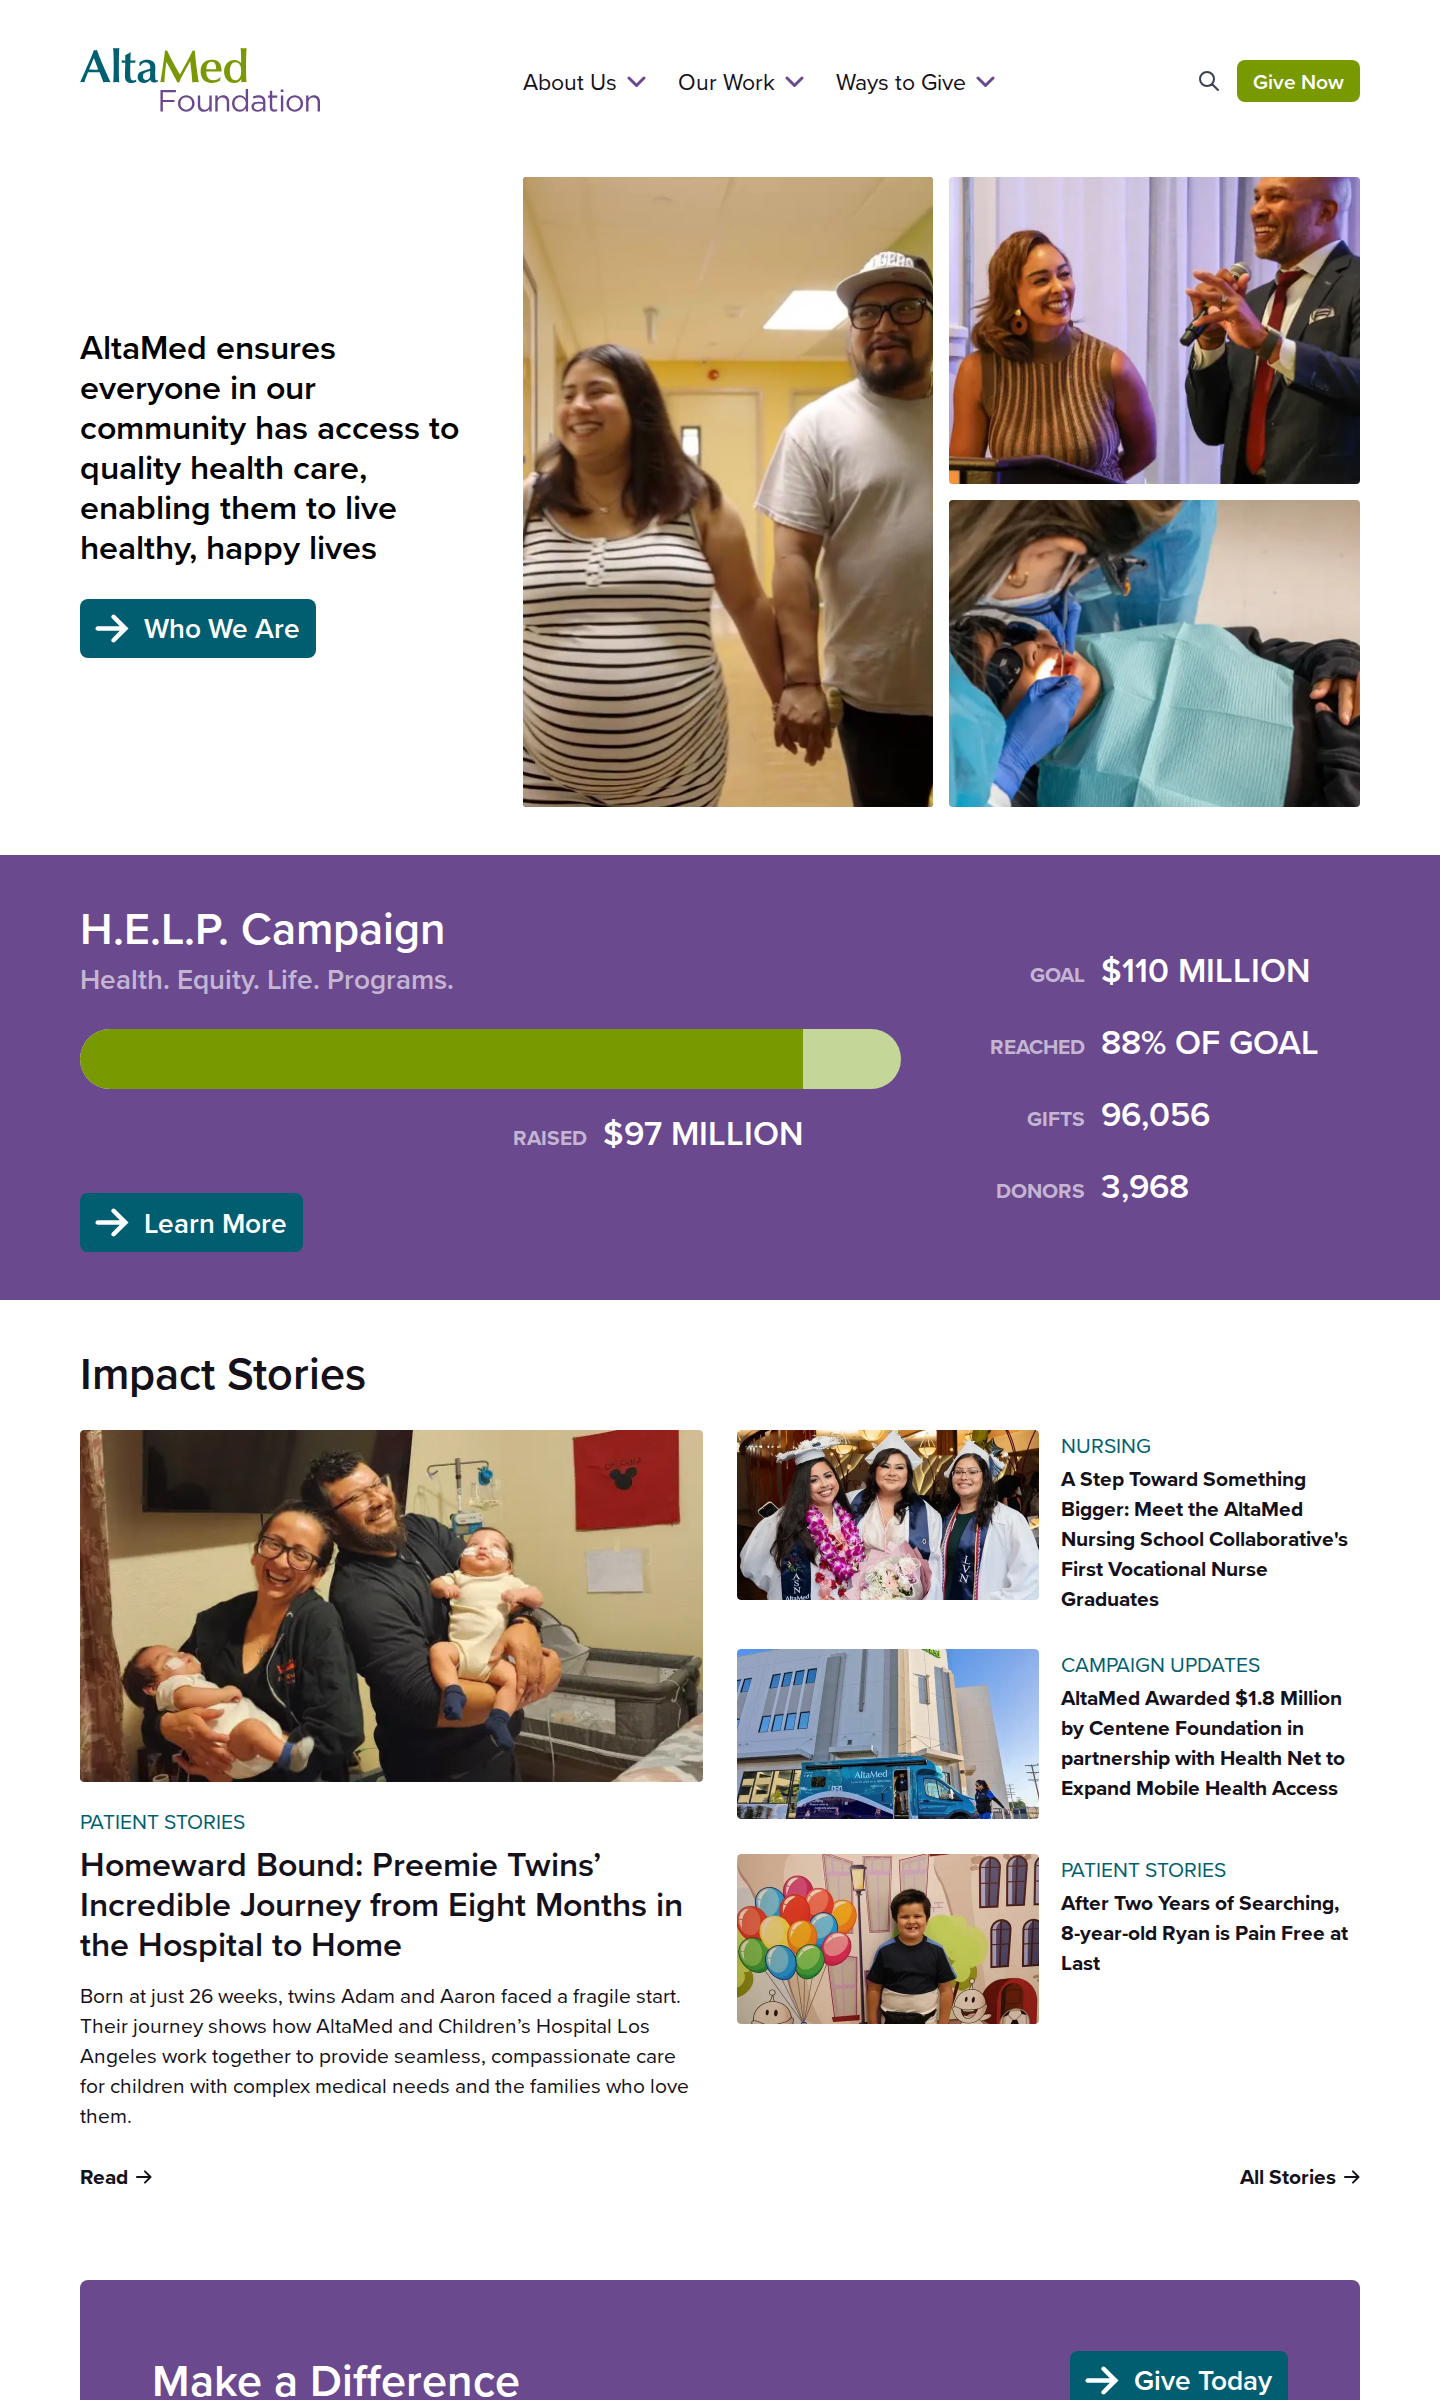 AltaMed
Foundation
About Us
Our Work
Ways to Give
Give Now
AltaMed ensures
everyone in our
community has access to
quality health care,
enabling them to live
healthy, happy lives
Who We Are
H.E.L.P. Campaign
Health. Equity. Life. Programs.
RAISED $97 MILLION
Learn More
GOAL $110 MILLION
REACHED 88% OF GOAL
GIFTS 96,056
DONORS 3,968
Impact Stories
PATIENT STORIES
Homeward Bound: Preemie Twins’
Incredible Journey from Eight Months in
the Hospital to Home
Born at just 26 weeks, twins Adam and Aaron faced a fragile start.
Their journey shows how AltaMed and Children’s Hospital Los
Angeles work together to provide seamless, compassionate care
for children with complex medical needs and the families who love
them.
Read
ASN
AltaMed
LVN
NURSING
A Step Toward Something
Bigger: Meet the AltaMed
Nursing School Collaborative's
First Vocational Nurse
Graduates
AltaMed
CAMPAIGN UPDATES
AltaMed Awarded $1.8 Million
by Centene Foundation in
partnership with Health Net to
Expand Mobile Health Access
PATIENT STORIES
After Two Years of Searching,
8-year-old Ryan is Pain Free at
Last
All Stories
Make a Difference
Give Today